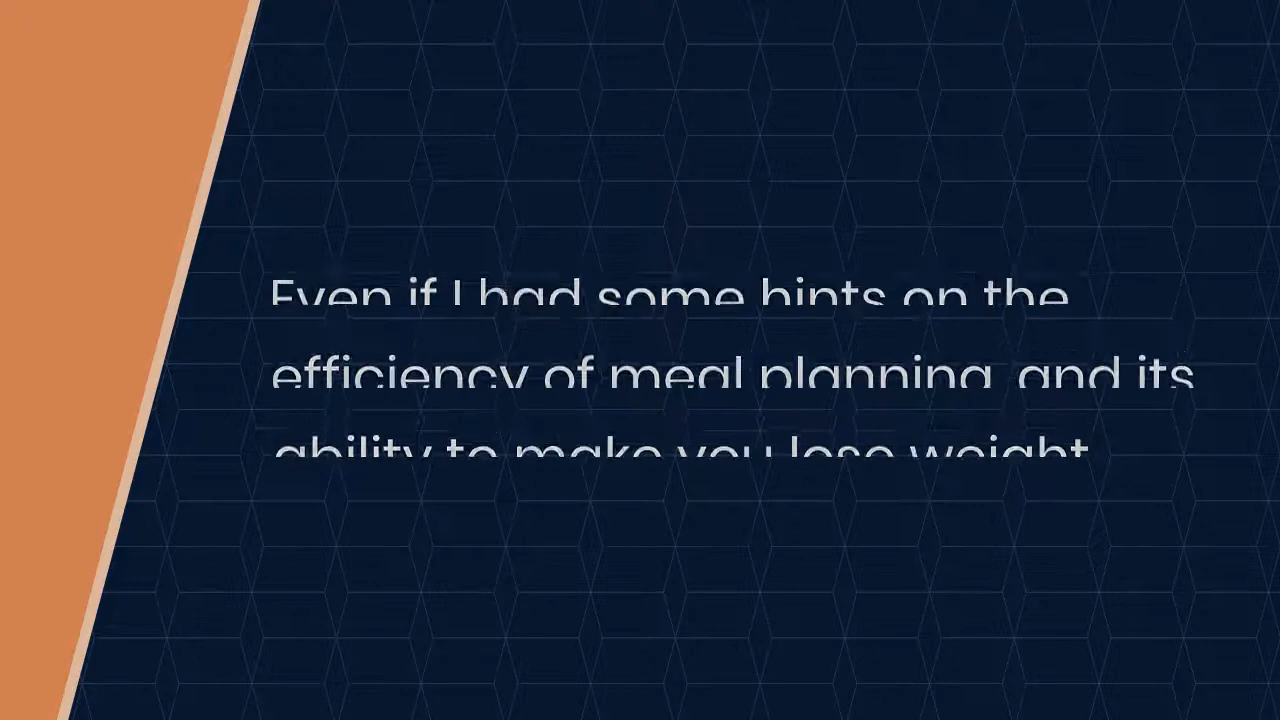 Even if I had some hints on the
efficiency of meal planning, and its
ability to make you lose weight